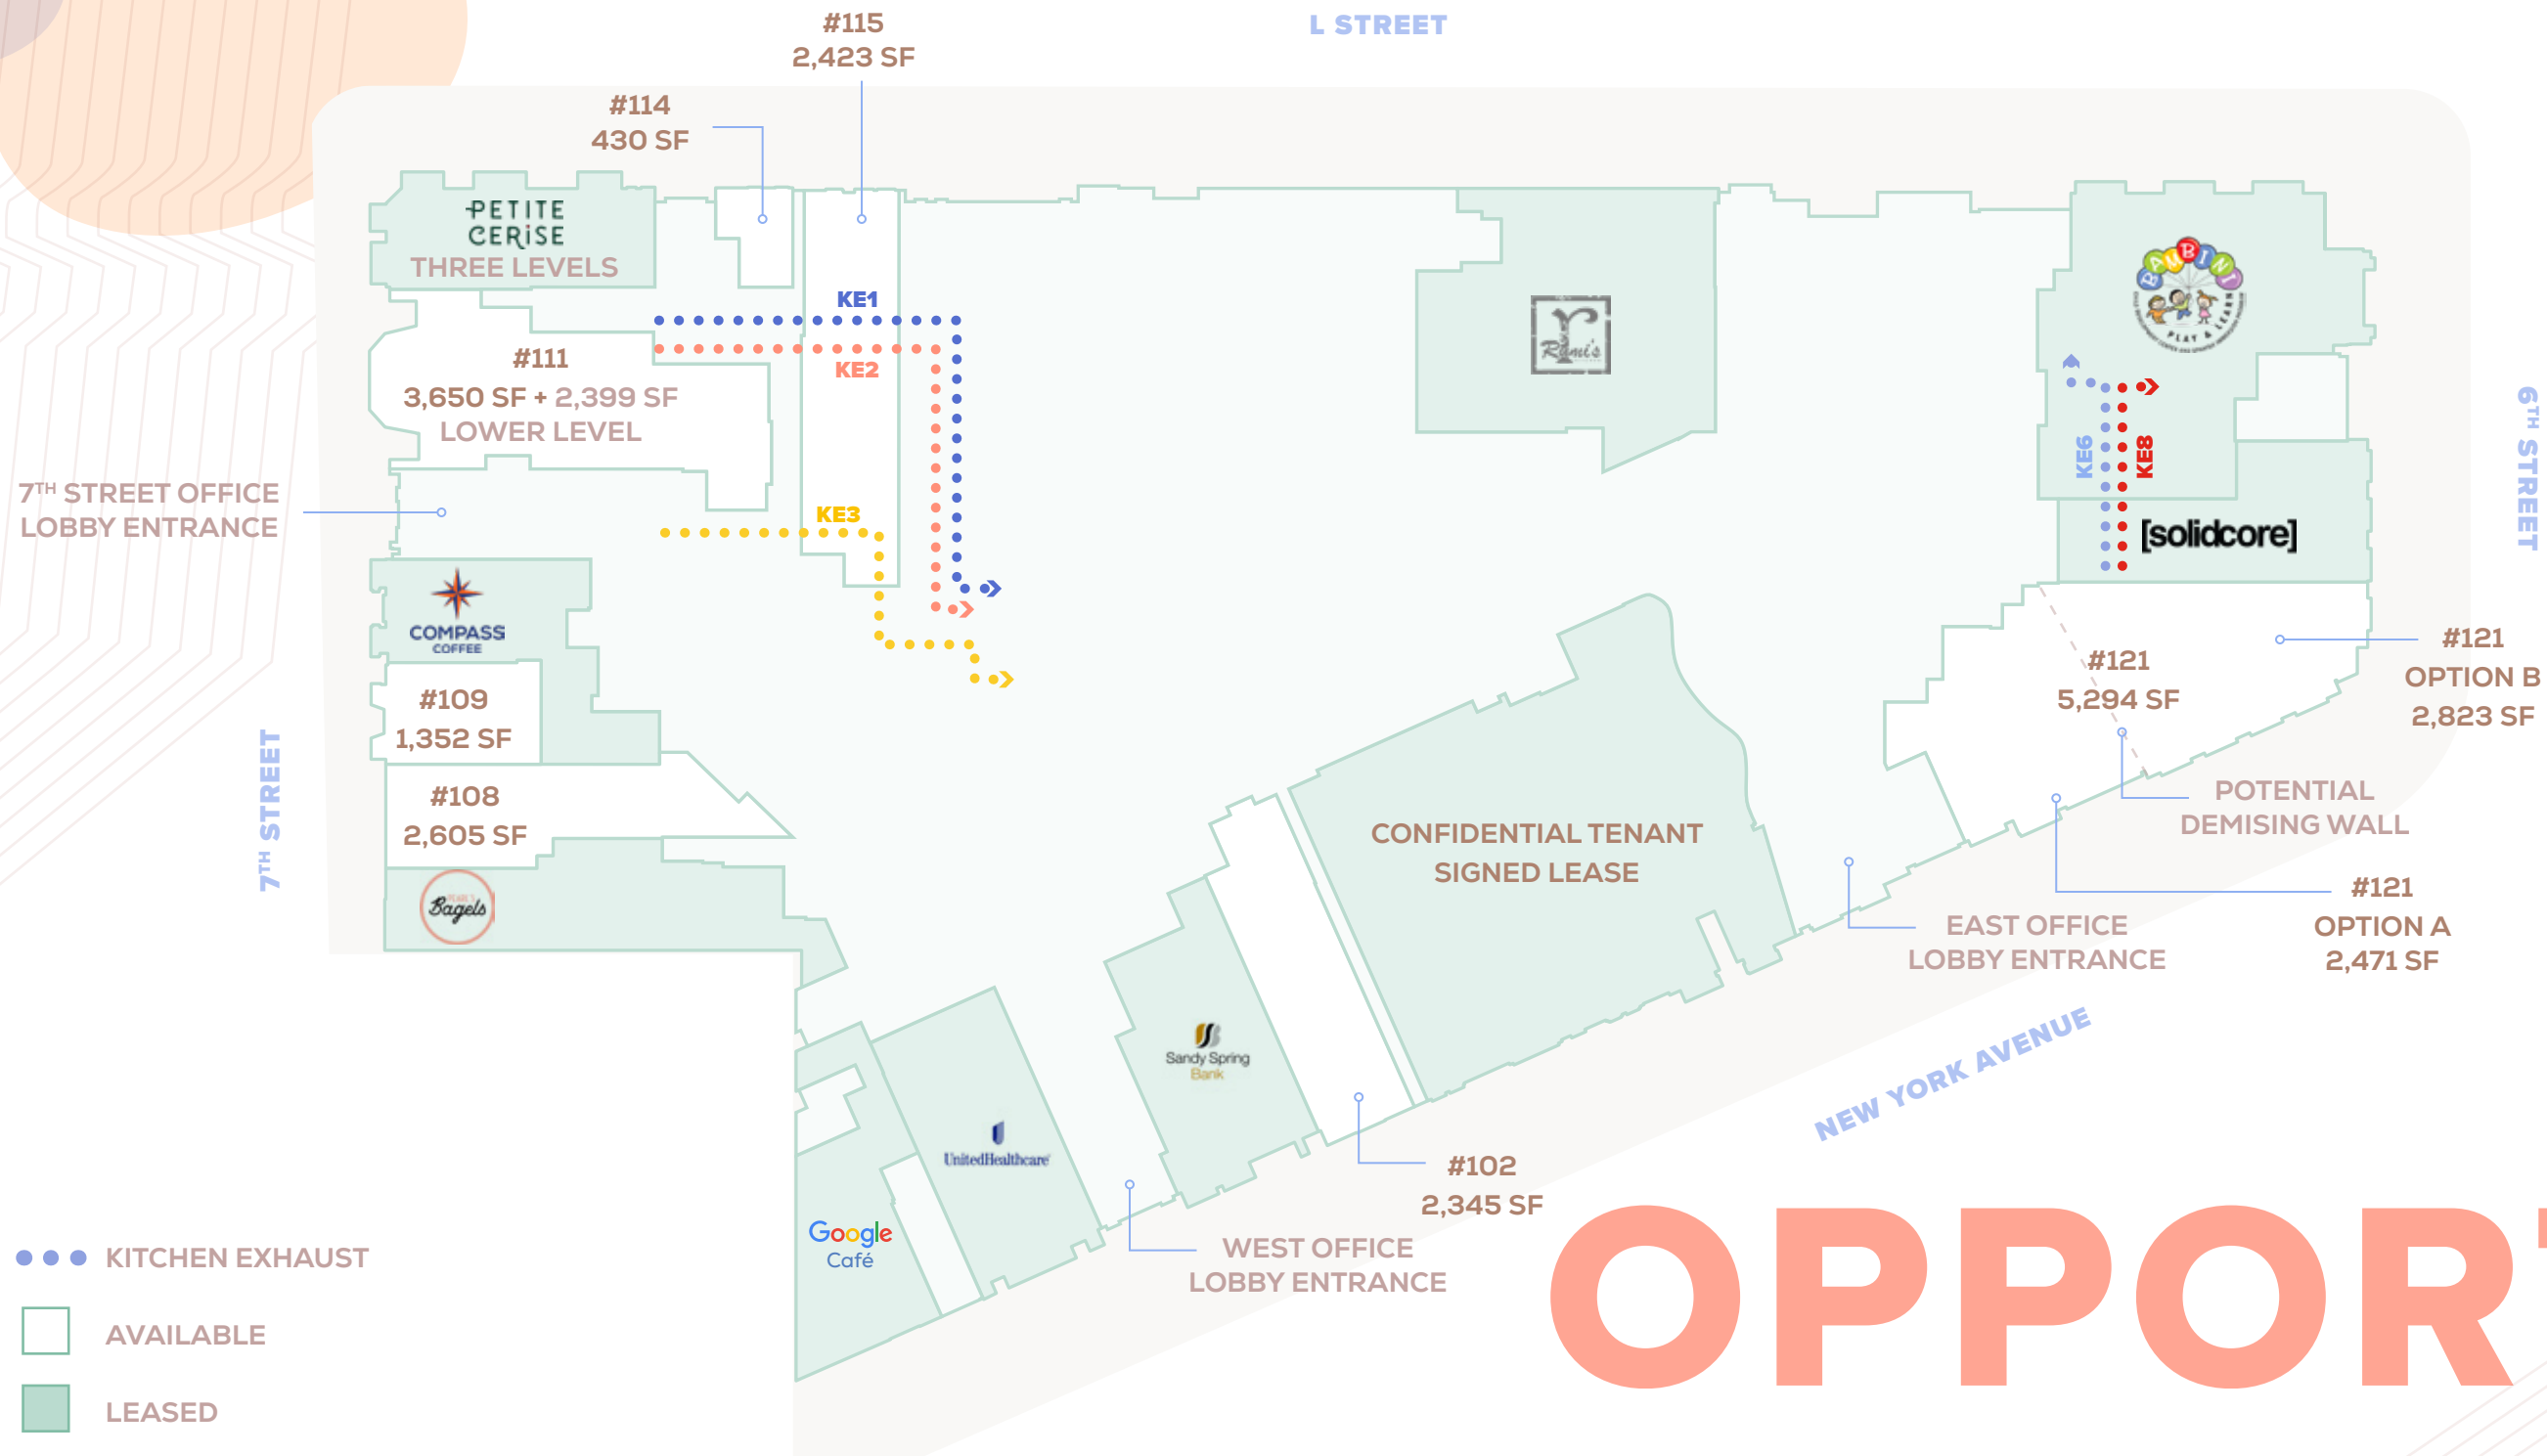 L STREET
#115
2,423 SF
#114
430 SF
PETITE
CERiSE
THREE LEVELS
KE1
KE2
#111
3,650 SF + 2,399 SF
LOWER LEVEL
7TH STREET OFFICE
LOBBY ENTRANCE
KE3
Rumi's
BAMBINI
PLAY & LEARN
KE6
KE8
6TH STREET
[solidcore]
COMPASS
COFFEE
#109
1,352 SF
#108
2,605 SF
7TH STREET
Bagels
#121
5,294 SF
#121
OPTION B
2,823 SF
POTENTIAL
DEMISING WALL
#121
OPTION A
2,471 SF
EAST OFFICE
LOBBY ENTRANCE
CONFIDENTIAL TENANT
SIGNED LEASE
NEW YORK AVENUE
Sandy Spring
Bank
UnitedHealthcare
#102
2,345 SF
Google
Café
WEST OFFICE
LOBBY ENTRANCE
KITCHEN EXHAUST
AVAILABLE
LEASED
OPPOR